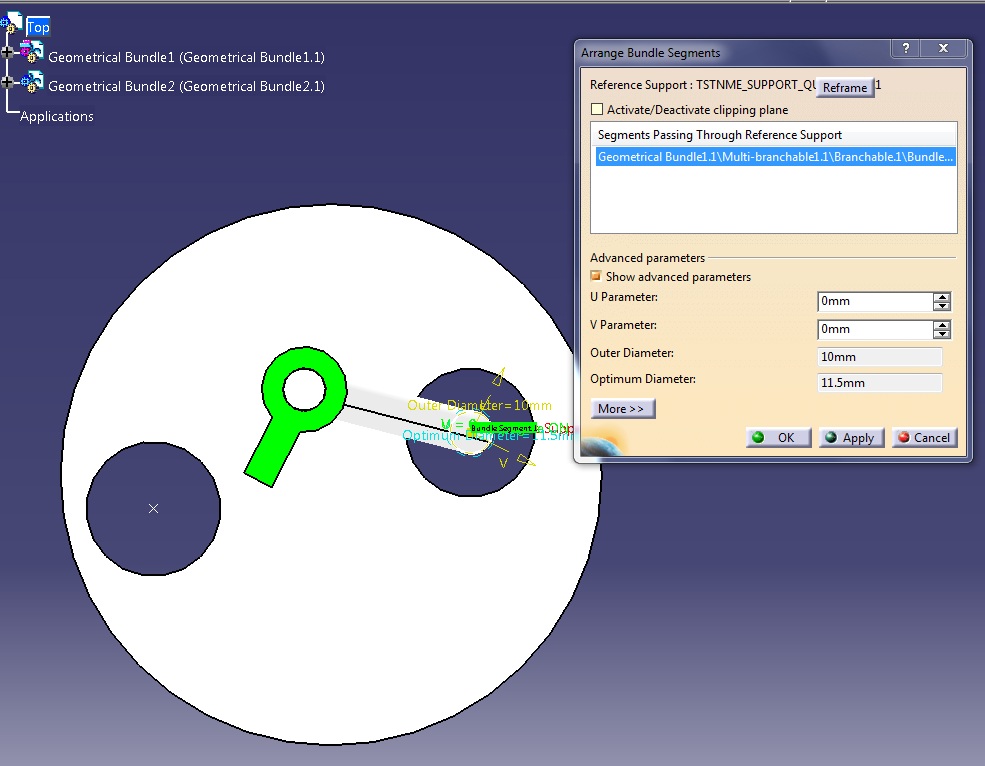 Top
Geometrical Bundle1 (Geometrical Bundle1.1)
Geometrical Bundle2 (Geometrical Bundle2.1)
Applications
Arrange Bundle Segments
Reference Support : TSTNME_SUPPORT_QU
Reframe
1
Activate/Deactivate clipping plane
Segments Passing Through Reference Support
Geometrical Bundle1.1\Multi-branchable1.1\Branchable.1\Bundle...
Advanced parameters
Show advanced parameters
U Parameter:
0mm
V Parameter:
0mm
Outer Diameter:
10mm
Optimum Diameter:
11.5mm
More >>
OK
Apply
Cancel
Outer Diameter=10mm
Bundle Segment.1
Optimum Diameter=11.5mm
V